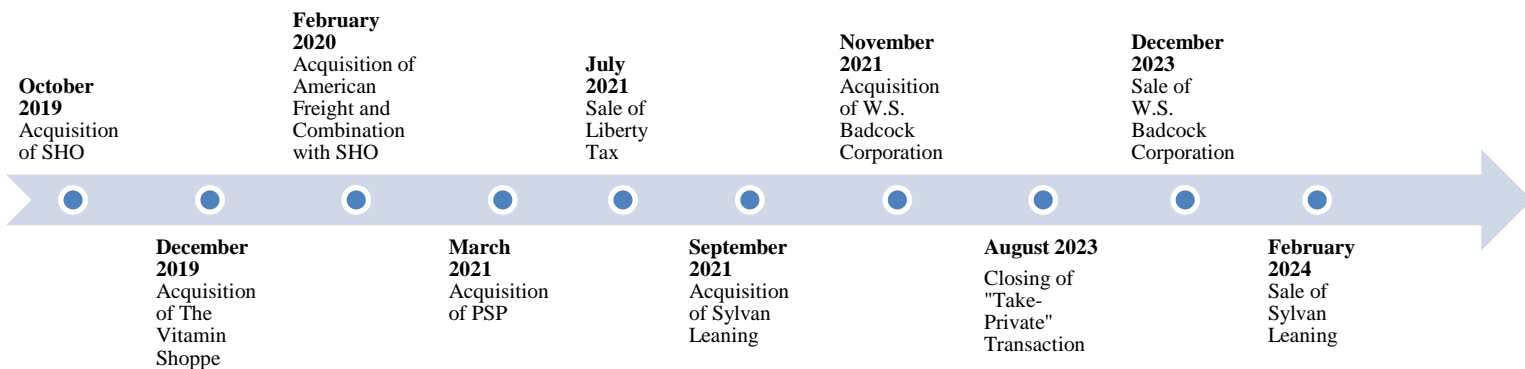 October
2019
Acquisition
of SHO
December
2019
Acquisition
of The
Vitamin
Shoppe
February
2020
Acquisition of
American
Freight and
Combination
with SHO
March
2021
Acquisition
of PSP
July
2021
Sale of
Liberty
Tax
September
2021
Acquisition
of Sylvan
Leaning
November
2021
Acquisition
of W.S.
Badcock
Corporation
August 2023
Closing of
"Take-
Private"
Transaction
December
2023
Sale of
W.S.
Badcock
Corporation
February
2024
Sale of
Sylvan
Leaning